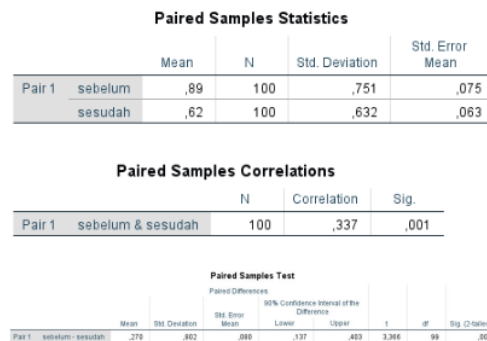 Paired Samples Statistics
Mean N Std. Deviation Std. Error Mean
Pair 1 sebelum ,89 100 ,751 ,075
sesudah ,62 100 ,632 ,063
Paired Samples Correlations
N Correlation Sig.
Pair 1 sebelum & sesudah 100 ,337 ,001
Paired Samples Test
Paired Differences
90% Confidence Interval of the Difference
Mean Std. Deviation Std. Error Mean Lower Upper t df Sig. (2-tailed
Pair 1 sebelum - sesudah ,270 ,802 ,080 ,137 ,403 3,366 99